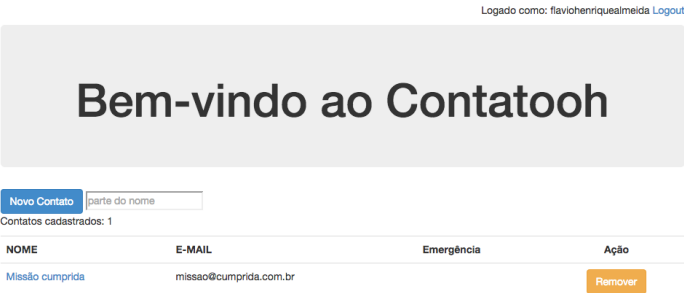 Logado como: flaviohenriquealmeida Logout
Bem-vindo ao Contatooh
Novo Contato parte do nome
Contatos cadastrados: 1
NOME E-MAIL Emergência Ação
Missão cumprida missao@cumprida.com.br Remover